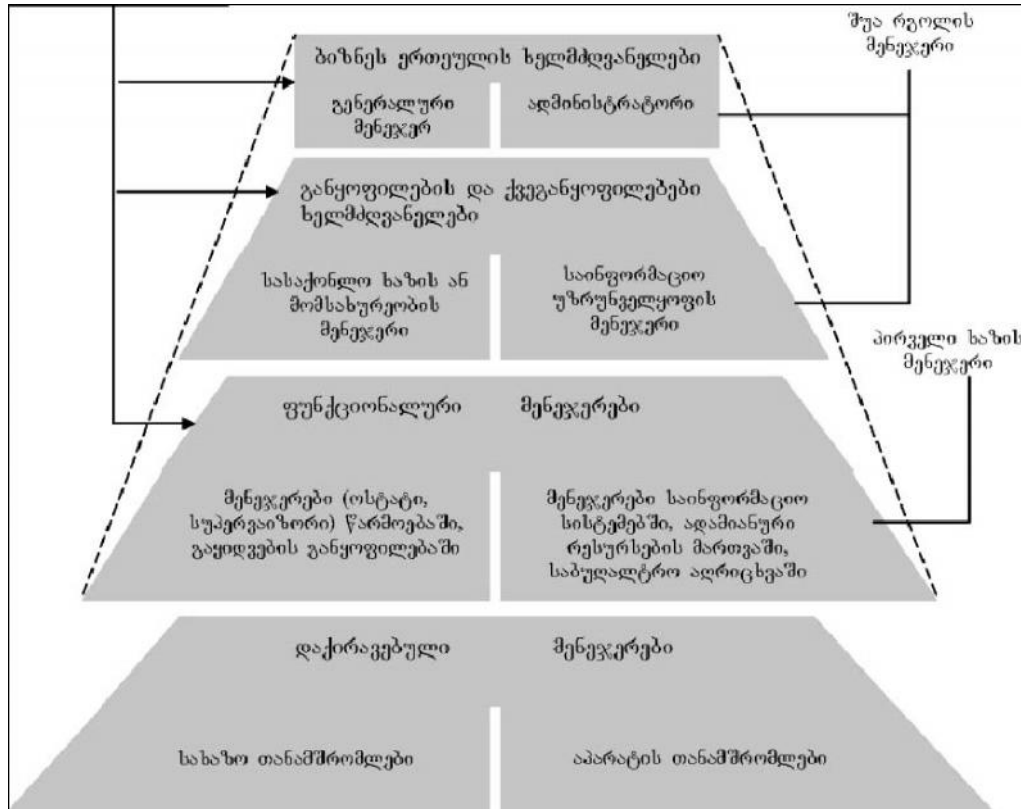 შუა რგოლის
მენეჯერი
ბიზნეს ერთეულის ხელმძღვანელები
გენერალური
მენეჯერ
ადმინისტრატორი
განყოფილების და ქვეგანყოფილებები
ხელმძღვანელები
სასაქონლო ხაზის ან
მომსახურეობის
მენეჯერი
საინფორმაციო
უზრუნველყოფის
მენეჯერი
პირველი ხაზის
მენეჯერი
ფუნქციონალური მენეჯერები
მენეჯერები (ოსტატი,
სუპერვაიზორი) წარმოებაში,
გაყიდვების განყოფილებაში
მენეჯერები საინფორმაციო
სისტემებში, ადამიანური
რესურსების მართვაში,
საბუღალტრო აღრიცხვაში
დაქირავებული მენეჯერები
სახაზო თანამშრომლები
აპარატის თანამშრომლები